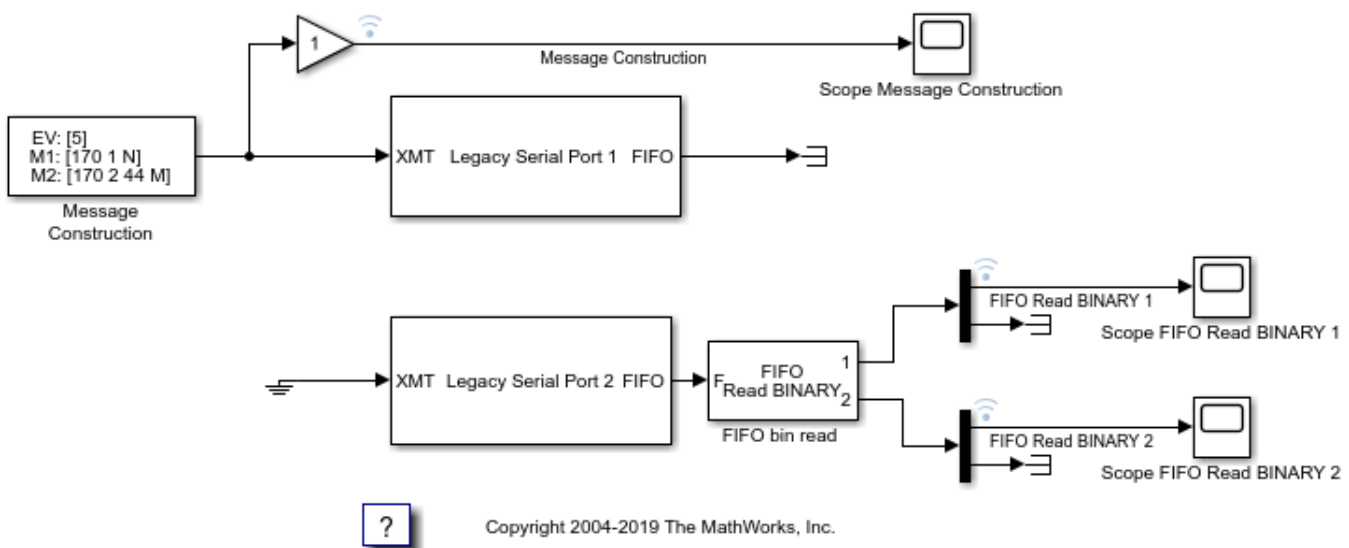 1
Message Construction
Scope Message Construction
EV: [5]
M1: [170 1 N]
M2: [170 2 44 M]
Message
Construction
XMT Legacy Serial Port 1 FIFO
FIFO Read BINARY 1
Scope FIFO Read BINARY 1
XMT Legacy Serial Port 2 FIFO
F
FIFO
Read BINARY
1
2
FIFO bin read
FIFO Read BINARY 2
Scope FIFO Read BINARY 2
?
Copyright 2004-2019 The MathWorks, Inc.